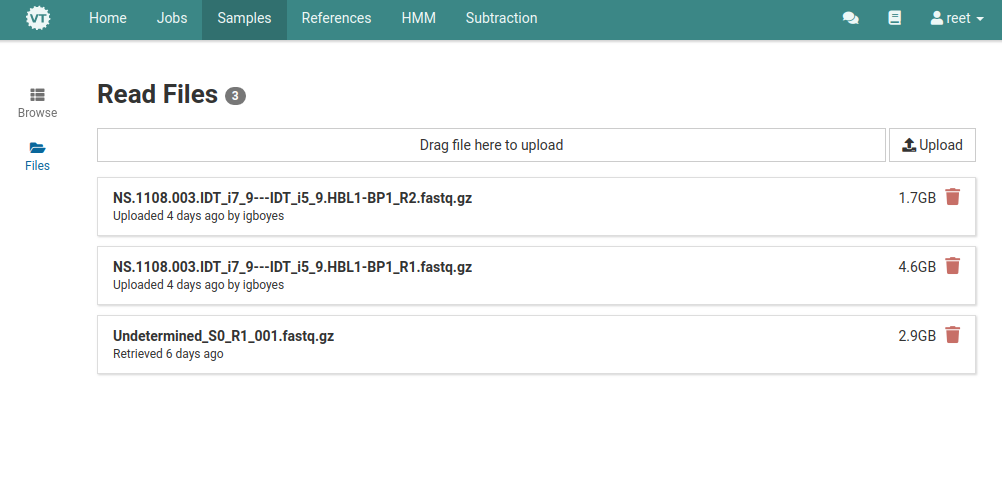 VT Home Jobs Samples References HMM Subtraction reet
Browse
Files
Read Files 3
Drag file here to upload Upload
NS.1108.003.IDT_i7_9---IDT_i5_9.HBL1-BP1_R2.fastq.gz 1.7GB
Uploaded 4 days ago by igboyes
NS.1108.003.IDT_i7_9---IDT_i5_9.HBL1-BP1_R1.fastq.gz 4.6GB
Uploaded 4 days ago by igboyes
Undetermined_S0_R1_001.fastq.gz 2.9GB
Retrieved 6 days ago